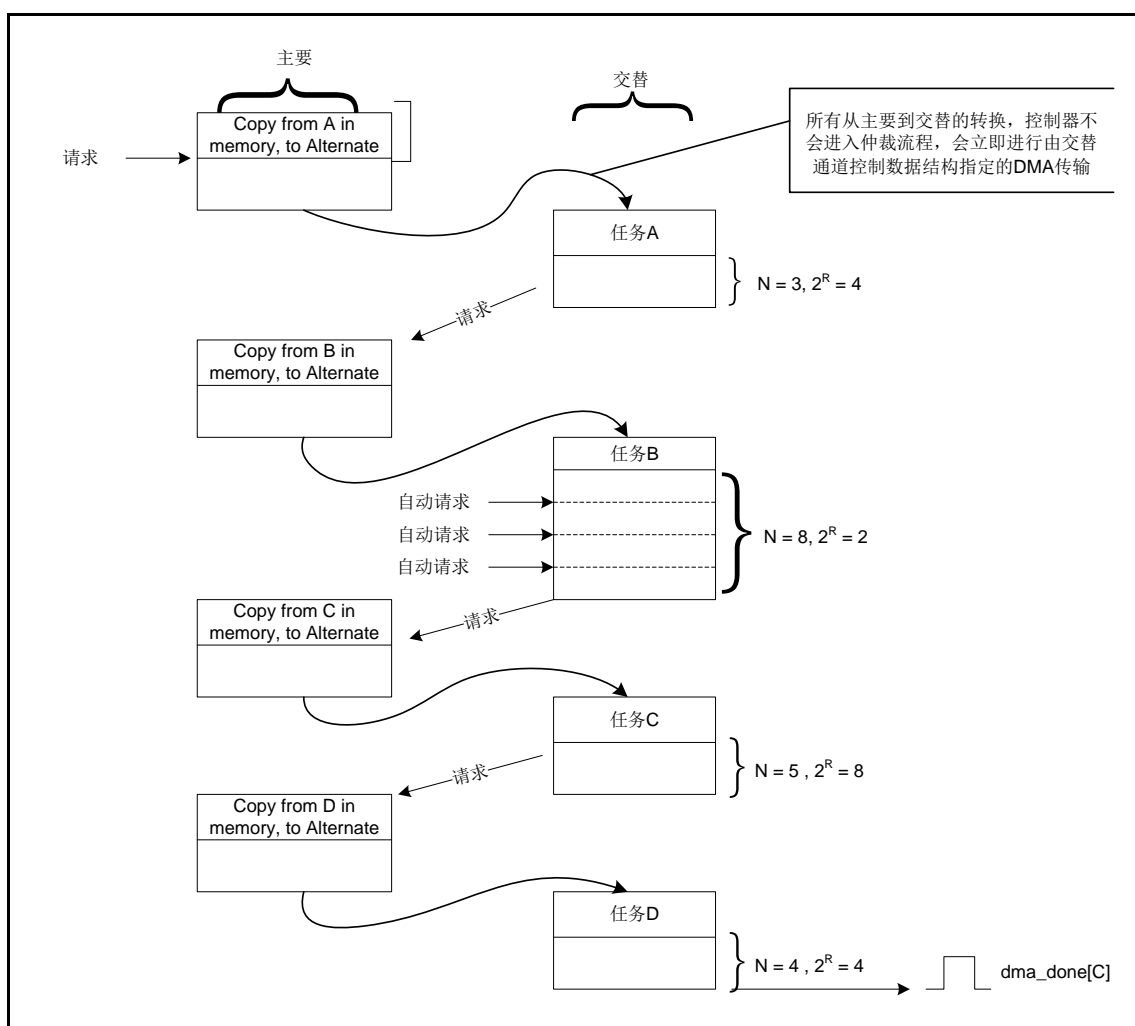 主要
交替
Copy from A in
memory, to Alternate
请求
所有从主要到交替的转换，控制器不
会进入仲裁流程，会立即进行由交替
通道控制数据结构指定的DMA传输
任务A
N = 3, 2^R = 4
请求
Copy from B in
memory, to Alternate
任务B
自动请求
自动请求
自动请求
N = 8, 2^R = 2
请求
Copy from C in
memory, to Alternate
任务C
请求
N = 5 , 2^R = 8
Copy from D in
memory, to Alternate
任务D
N = 4 , 2^R = 4
dma_done[C]